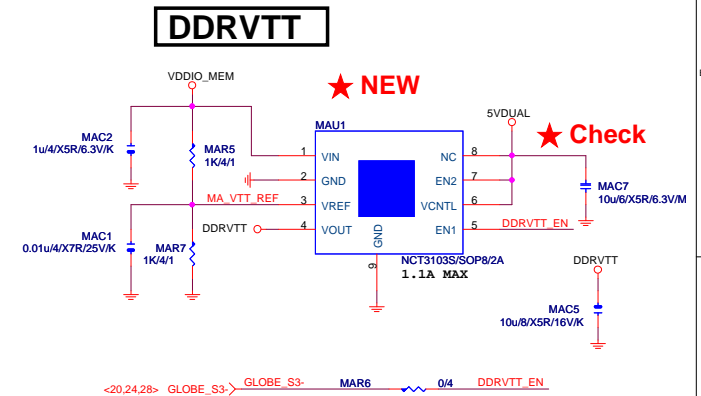 DDRVTT
VDDIO_MEM
★ NEW
5VDUAL
★ Check
MAC2
1u/4/X5R/6.3V/K
MAR5
1K/4/1
MAU1
1 VIN NC 8
2 GND EN2 7
MA_VTT_REF 3 VREF VCNTL 6
DDRVTT 4 VOUT EN1 5 DDRVTT_EN
GND
9
MAC7
10u/6/X5R/6.3V/M
MAC1
0.01u/4/X7R/25V/K
MAR7
1K/4/1
NCT3103S/SOP8/2A
1.1A MAX
DDRVTT
MAC5
10u/8/X5R/16V/K
<20,24,28> GLOBE_S3- GLOBE_S3- MAR6 0/4 DDRVTT_EN